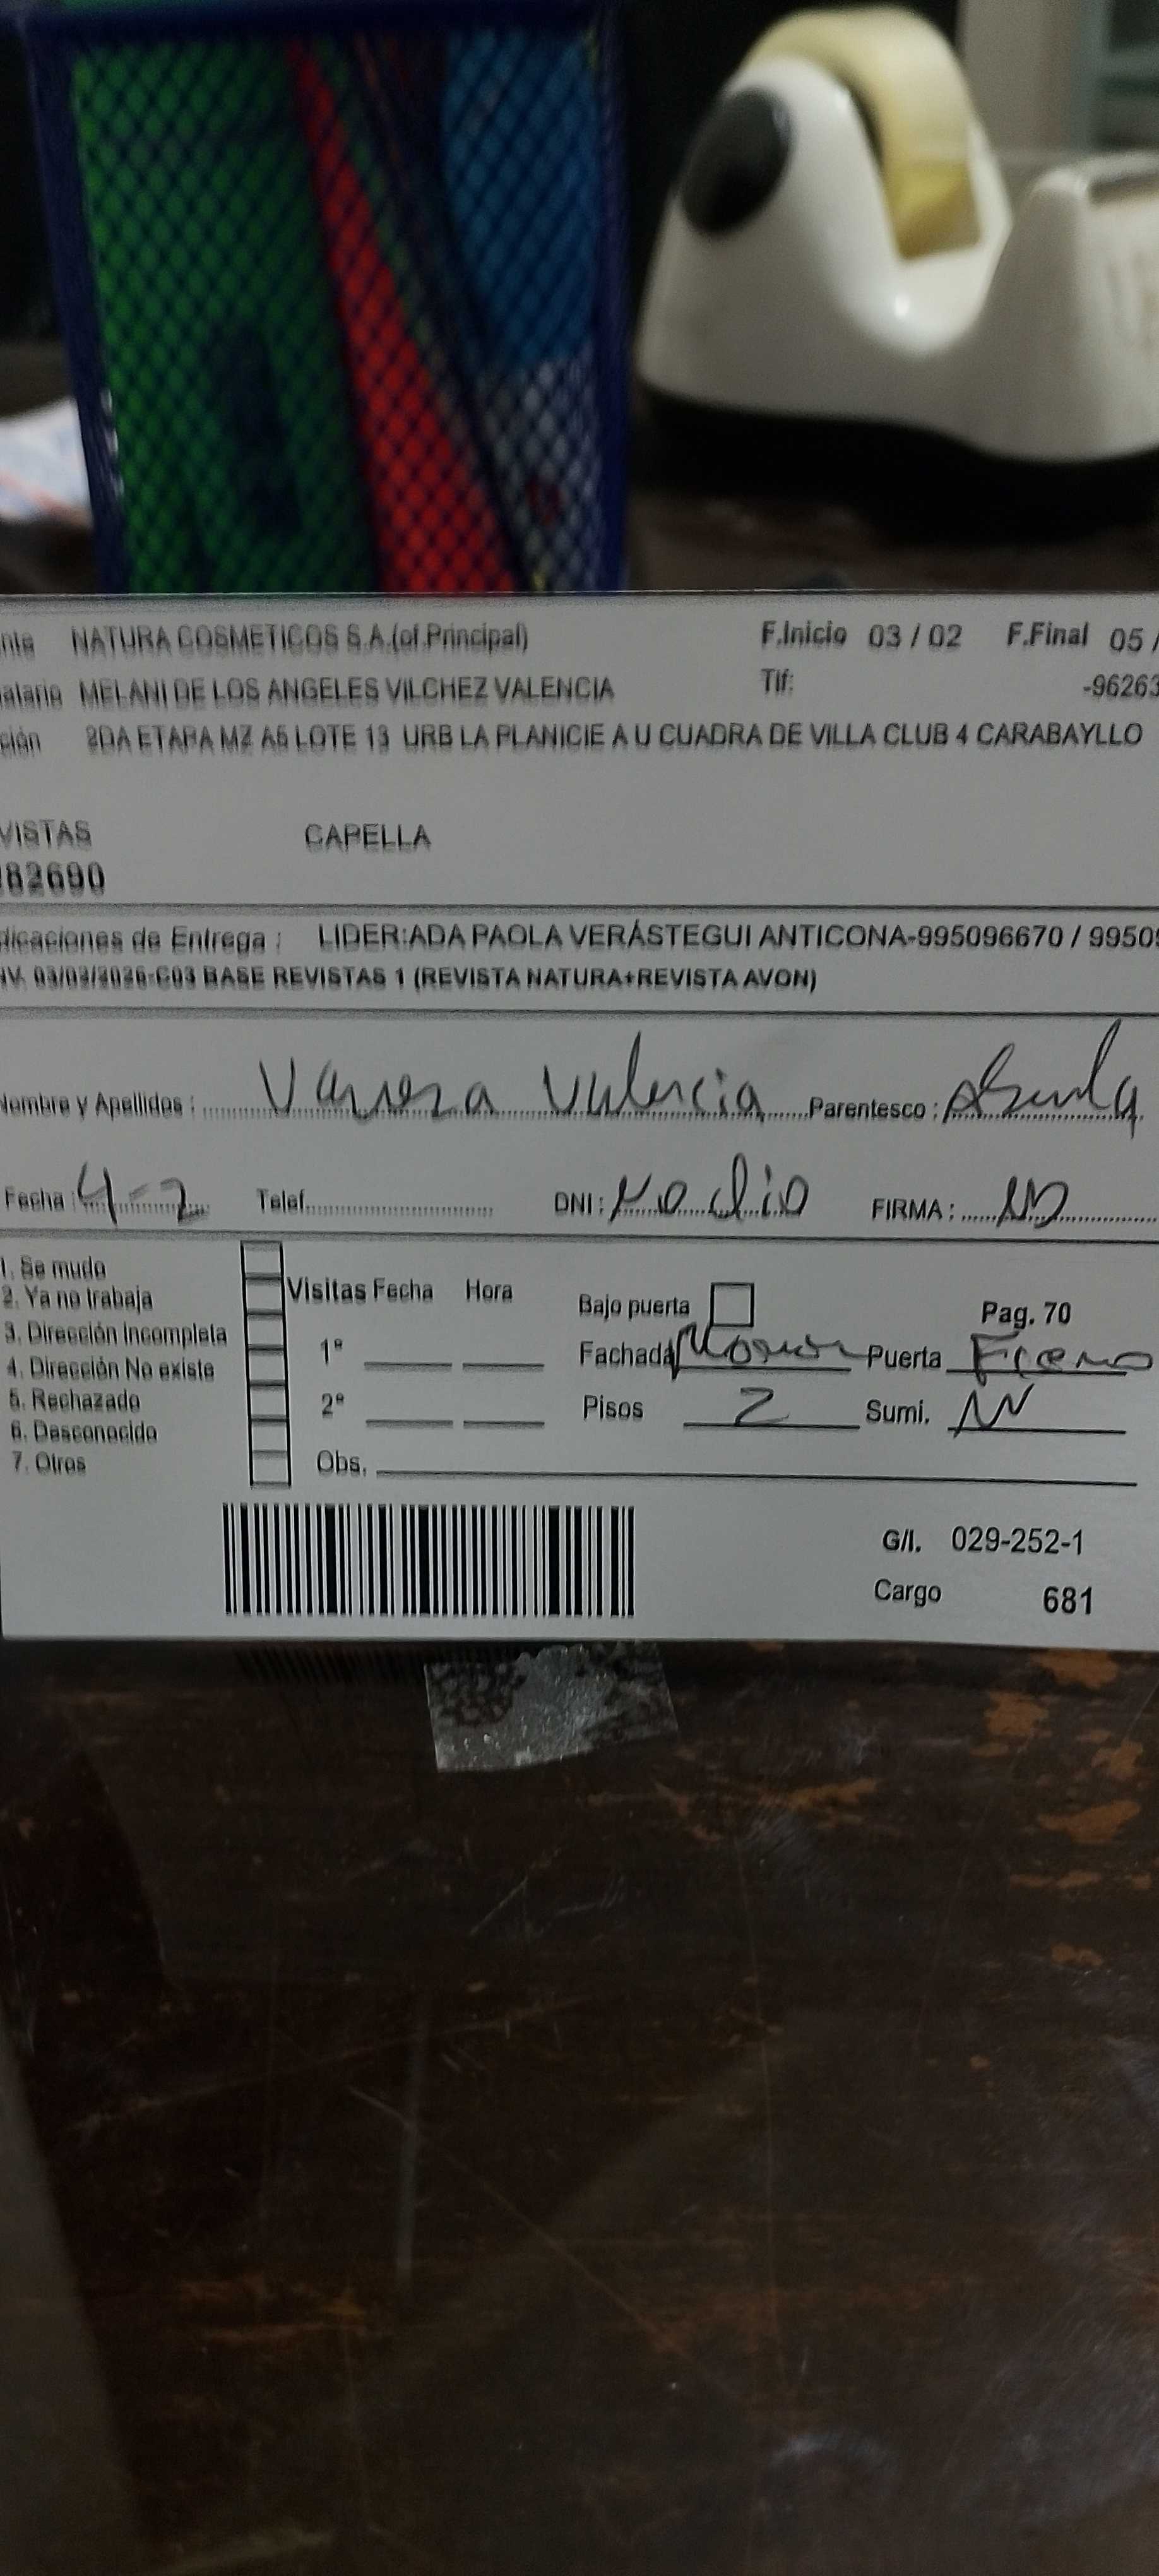 nte NATURA COSMETICOS S.A.(of.Principal) F.Inicio 03 / 02 F.Final 05 /
atario MELANI DE LOS ANGELES VILCHEZ VALENCIA Tlf: -96263
ción 2DA ETAPA MZ A5 LOTE 13 URB LA PLANICIE A U CUADRA DE VILLA CLUB 4 CARABAYLLO
VISTAS CAPELLA
82690
dicaciones de Entrega : LIDER:ADA PAOLA VERÁSTEGUI ANTICONA-995096670 / 9950
NV. 03/02/2026-C03 BASE REVISTAS 1 (REVISTA NATURA+REVISTA AVON)
Nombre y Apellidos : Vanesa Valencia Parentesco :
Fecha : 4-2 Telef. DNI : No dio FIRMA :
1. Se mudo
2. Ya no trabaja
3. Dirección Incompleta
4. Dirección No existe
5. Rechazado
6. Desconocido
7. Otros
Visitas Fecha Hora
1ª
2ª
Obs.
Bajo puerta Pag. 70
Fachada Puerta Fierro
Pisos 2 Sumi.
G/I. 029-252-1
Cargo 681